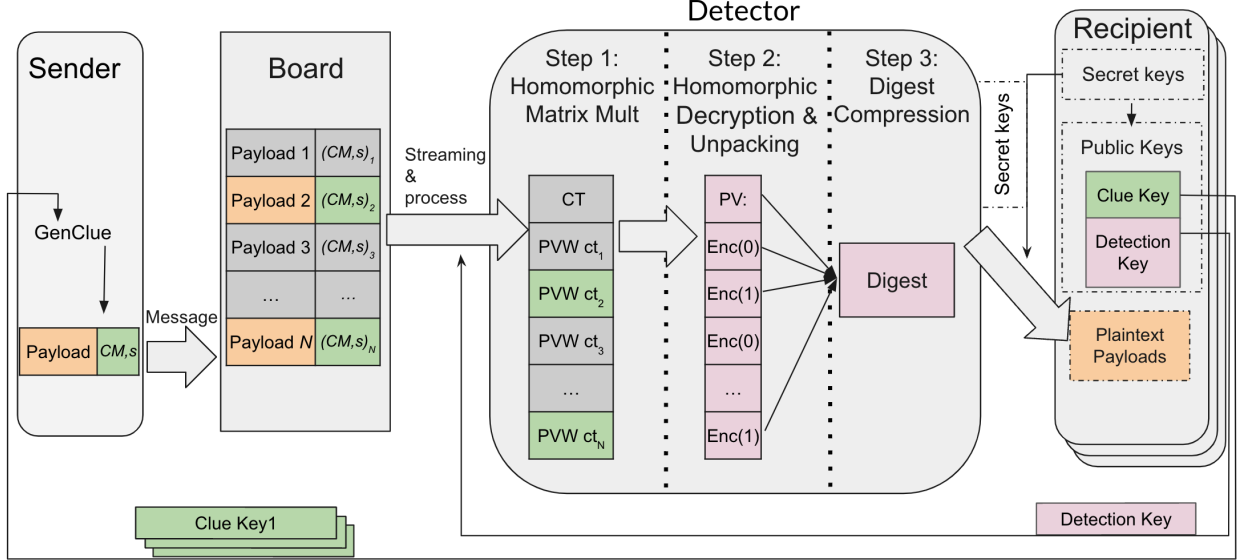 Detector
Sender
GenClue
Payload CM,s
Message
Board
Payload 1 (CM,s)1
Payload 2 (CM,s)2
Payload 3 (CM,s)3
... ...
Payload N (CM,s)N
Streaming
&
process
Step 1:
Homomorphic
Matrix Mult
CT
PVW ct1
PVW ct2
PVW ct3
...
PVW ctN
Step 2:
Homomorphic
Decryption &
Unpacking
PV:
Enc(0)
Enc(1)
Enc(0)
...
Enc(1)
Step 3:
Digest
Compression
Digest
Secret keys
Recipient
Secret keys
Public Keys
Clue Key
Detection
Key
Plaintext
Payloads
Clue Key1
Detection Key